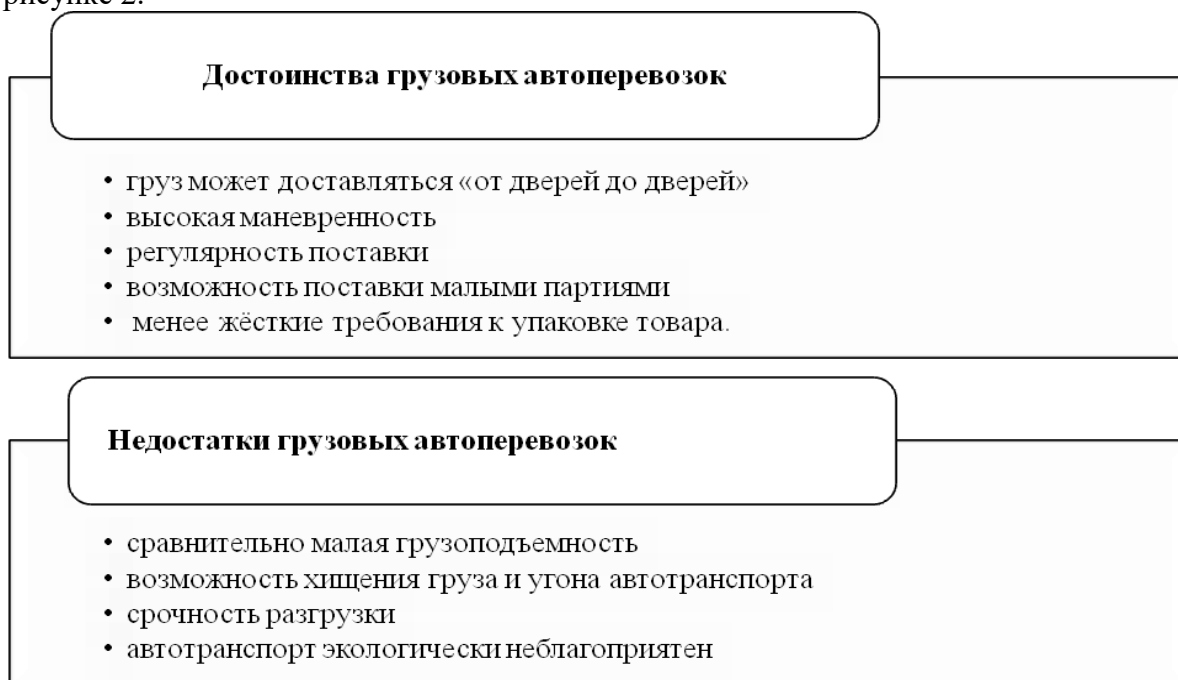 рисунке 2.
Достоинства грузовых автоперевозок
• груз может доставляться «от дверей до дверей»
• высокая маневренность
• регулярность поставки
• возможность поставки малыми партиями
• менее жёсткие требования к упаковке товара.
Недостатки грузовых автоперевозок
• сравнительно малая грузоподъемность
• возможность хищения груза и угона автотранспорта
• срочность разгрузки
• автотранспорт экологически неблагоприятен